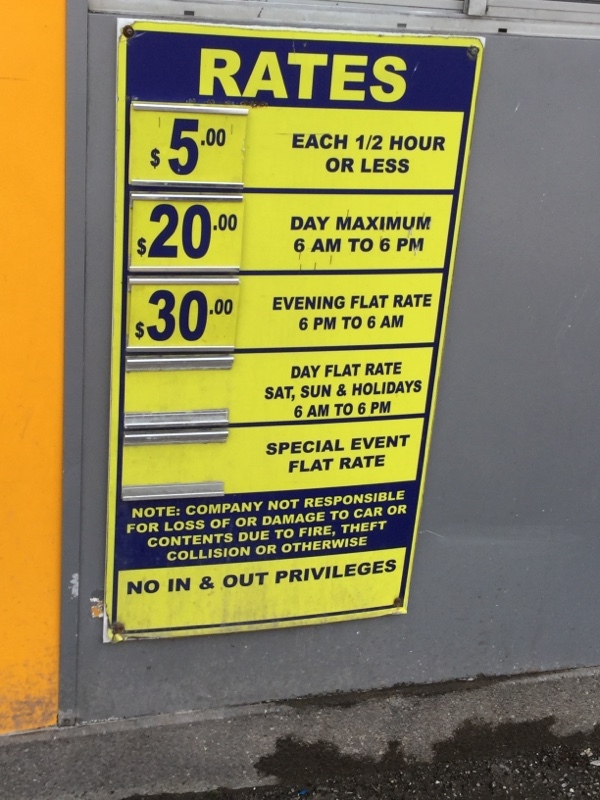 RATES
$5.00 EACH 1/2 HOUR
OR LESS
$20.00 DAY MAXIMUM
6 AM TO 6 PM
$30.00 EVENING FLAT RATE
6 PM TO 6 AM
DAY FLAT RATE
SAT, SUN & HOLIDAYS
6 AM TO 6 PM
SPECIAL EVENT
FLAT RATE
NOTE: COMPANY NOT RESPONSIBLE
FOR LOSS OF OR DAMAGE TO CAR OR
CONTENTS DUE TO FIRE, THEFT
COLLISION OR OTHERWISE
NO IN & OUT PRIVILEGES